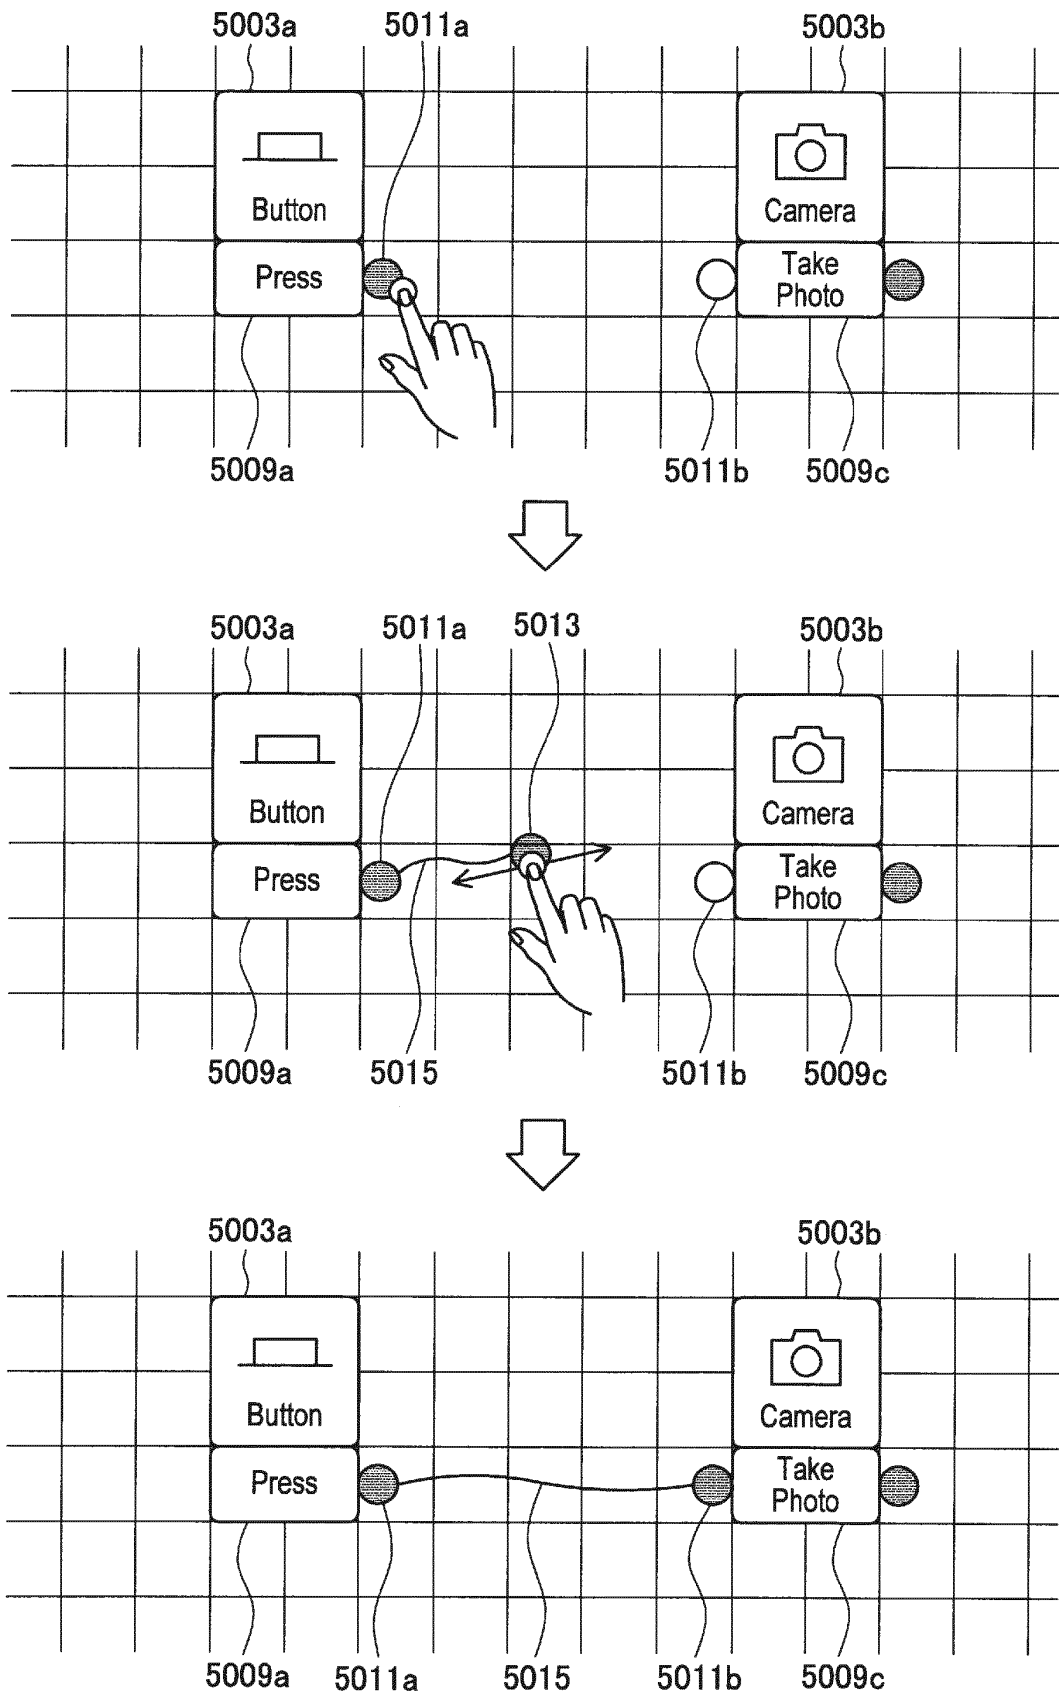 5003a 5011a 5003b
Button
Camera
Press
Take
Photo
5009a 5011b 5009c
5003a 5011a 5013 5003b
Button
Camera
Press
Take
Photo
5009a 5015 5011b 5009c
5003a 5003b
Button
Camera
Press
Take
Photo
5009a 5011a 5015 5011b 5009c